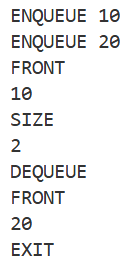 ENQUEUE 10
ENQUEUE 20
FRONT
10
SIZE
2
DEQUEUE
FRONT
20
EXIT